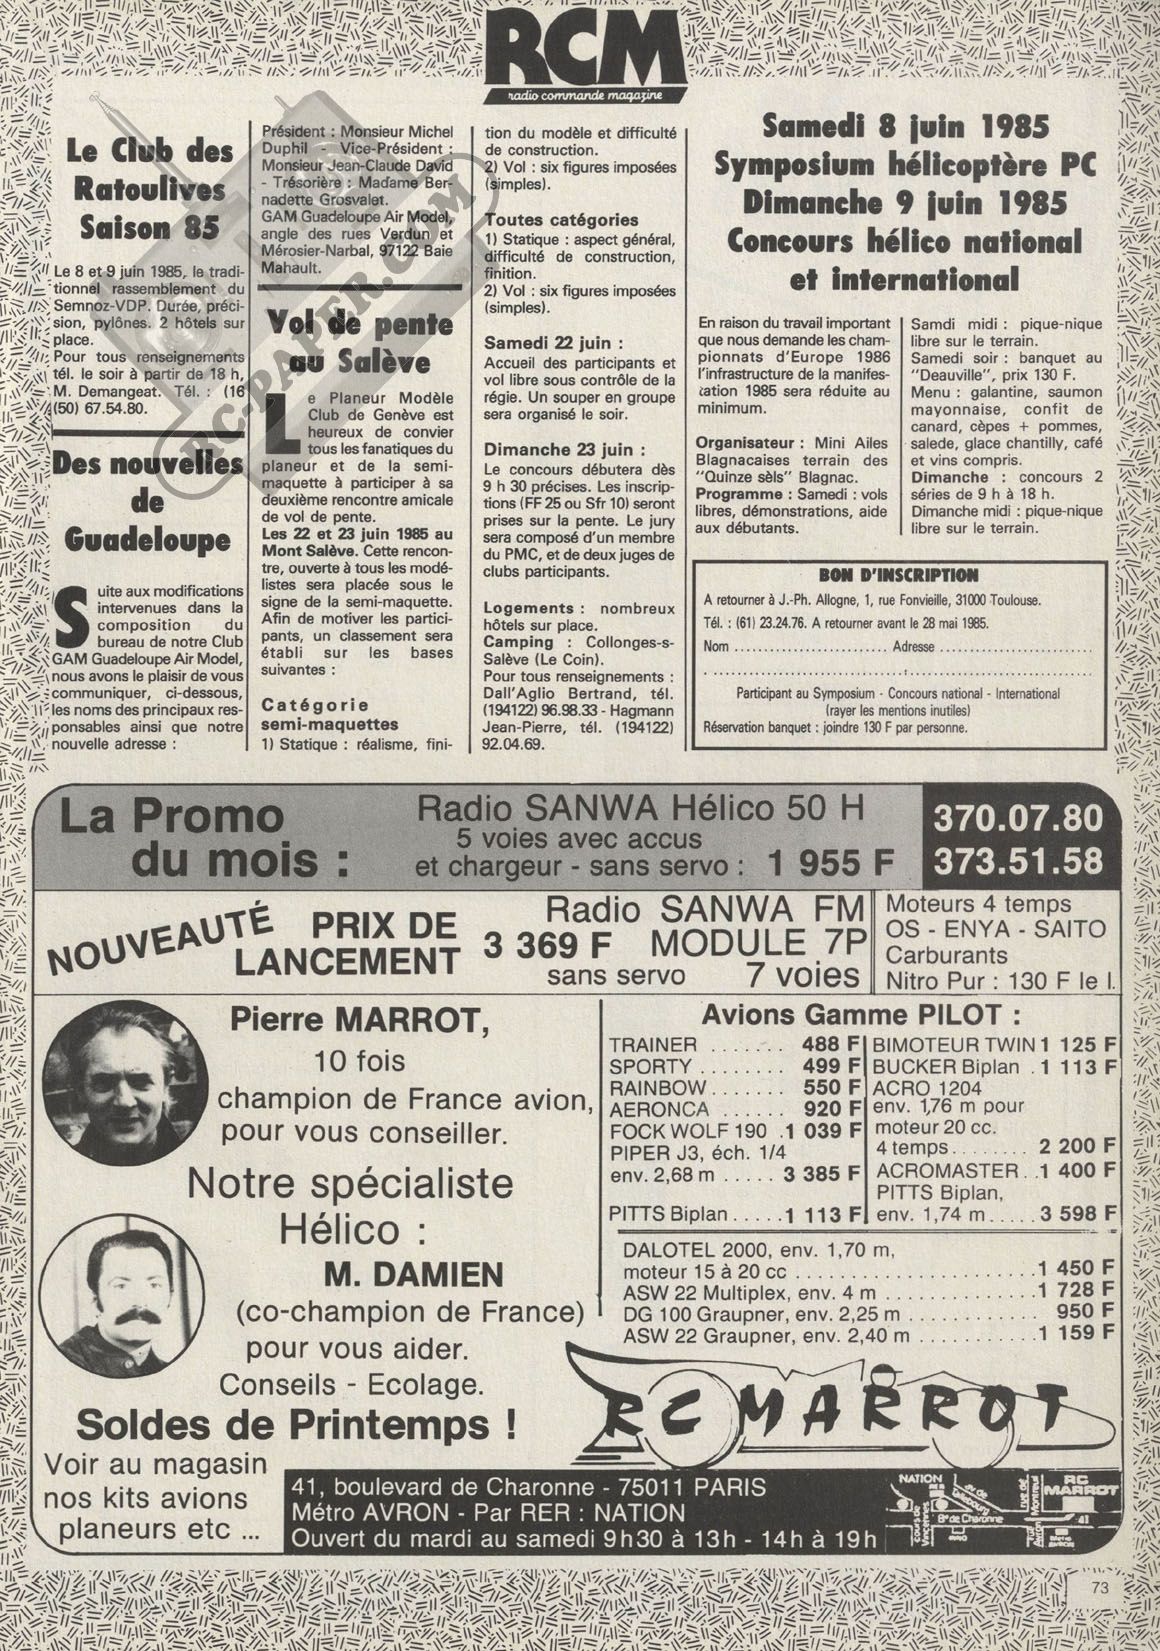 RCM
radio commande magazine
Le Club des
Ratoulives
Saison 85
Le 8 et 9 juin 1985, le tradi-
tionnel rassemblement du
Semnoz-VDP. Durée, préci-
sion, pylônes. 2 hôtels sur
place.
Pour tous renseignements
tél. le soir à partir de 18 h,
M. Demangeat. Tél. : (16
(50) 67.54.80.
Des nouvelles
de
Guadeloupe
Suite aux modifications
intervenues dans la
composition du
bureau de notre Club
GAM Guadeloupe Air Model,
nous avons le plaisir de vous
communiquer, ci-dessous,
les noms des principaux res-
ponsables ainsi que notre
nouvelle adresse :
Président : Monsieur Michel
Duphil - Vice-Président :
Monsieur Jean-Claude David
- Trésorière : Madame Ber-
nadette Grosvalet.
GAM Guadeloupe Air Model,
angle des rues Verdun et
Mérosier-Narbal, 97122 Baie
Mahault.
Vol de pente
au Salève
Le Planeur Modèle
Club de Genève est
heureux de convier
tous les fanatiques du
planeur et de la semi-
maquette à participer à sa
deuxième rencontre amicale
de vol de pente.
Les 22 et 23 juin 1985 au
Mont Salève. Cette rencon-
tre, ouverte à tous les modé-
listes sera placée sous le
signe de la semi-maquette.
Afin de motiver les partici-
pants, un classement sera
établi sur les bases
suivantes :
Catégorie
semi-maquettes
1) Statique : réalisme, fini-
tion du modèle et difficulté
de construction.
2) Vol : six figures imposées
(simples).
Toutes catégories
1) Statique : aspect général,
difficulté de construction,
finition.
2) Vol : six figures imposées
(simples).
Samedi 22 juin :
Accueil des participants et
vol libre sous contrôle de la
régie. Un souper en groupe
sera organisé le soir.
Dimanche 23 juin :
Le concours débutera dès
9 h 30 précises. Les inscrip-
tions (FF 25 ou Sfr 10) seront
prises sur la pente. Le jury
sera composé d'un membre
du PMC, et de deux juges de
clubs participants.
Logements : nombreux
hôtels sur place.
Camping : Collonges-s-
Salève (Le Coin).
Pour tous renseignements :
Dall'Aglio Bertrand, tél.
(194122) 96.98.33 - Hagmann
Jean-Pierre, tél. (194122)
92.04.69.
Samedi 8 juin 1985
Symposium hélicoptère PC
Dimanche 9 juin 1985
Concours hélico national
et international
En raison du travail important
que nous demande les cham-
pionnats d'Europe 1986
l'infrastructure de la manifes-
tation 1985 sera réduite au
minimum.
Organisateur : Mini Ailes
Blagnacaises terrain des
"Quinze sèls" Blagnac.
Programme : Samedi : vols
libres, démonstrations, aide
aux débutants.
Samdi midi : pique-nique
libre sur le terrain.
Samedi soir : banquet au
"Deauville", prix 130 F.
Menu : galantine, saumon
mayonnaise, confit de
canard, cèpes + pommes,
salede, glace chantilly, café
et vins compris.
Dimanche : concours 2
séries de 9 h à 18 h.
Dimanche midi : pique-nique
libre sur le terrain.
BON D'INSCRIPTION
A retourner à J.-Ph. Allogne, 1, rue Fonvieille, 31000 Toulouse.
Tél. : (61) 23.24.76. A retourner avant le 28 mai 1985.
Nom ........................ Adresse ........................
Participant au Symposium - Concours national - International
(rayer les mentions inutiles)
Réservation banquet : joindre 130 F par personne.
RC-PAPER.COM
La Promo
du mois :
Radio SANWA Hélico 50 H
5 voies avec accus
et chargeur - sans servo : 1 955 F
370.07.80
373.51.58
NOUVEAUTÉ
PRIX DE
LANCEMENT
Radio SANWA FM
3 369 F MODULE 7P
sans servo 7 voies
Moteurs 4 temps
OS - ENYA - SAITO
Carburants
Nitro Pur : 130 F le l.
Pierre MARROT,
10 fois
champion de France avion,
pour vous conseiller.
Notre spécialiste
Hélico :
M. DAMIEN
(co-champion de France)
pour vous aider.
Conseils - Ecolage.
Soldes de Printemps !
Voir au magasin
nos kits avions
planeurs etc ...
Avions Gamme PILOT :
TRAINER ....... 488 F
SPORTY ........ 499 F
RAINBOW ....... 550 F
AERONCA ...... 920 F
FOCK WOLF 190 . 1 039 F
PIPER J3, éch. 1/4
env. 2,68 m ..... 3 385 F
PITTS Biplan ..... 1 113 F
BIMOTEUR TWIN 1 125 F
BUCKER Biplan . 1 113 F
ACRO 1204
env. 1,76 m pour
moteur 20 cc.
4 temps ........ 2 200 F
ACROMASTER .. 1 400 F
PITTS Biplan,
env. 1,74 m ..... 3 598 F
DALOTEL 2000, env. 1,70 m,
moteur 15 à 20 cc .................. 1 450 F
ASW 22 Multiplex, env. 4 m ............. 1 728 F
DG 100 Graupner, env. 2,25 m ........... 950 F
ASW 22 Graupner, env. 2,40 m .......... 1 159 F
RC MARROT
41, boulevard de Charonne - 75011 PARIS
Métro AVRON - Par RER : NATION
Ouvert du mardi au samedi 9h30 à 13h - 14h à 19h
NATION
RC
MARROT
Bd de Charonne
41
cours de
Vincennes
73